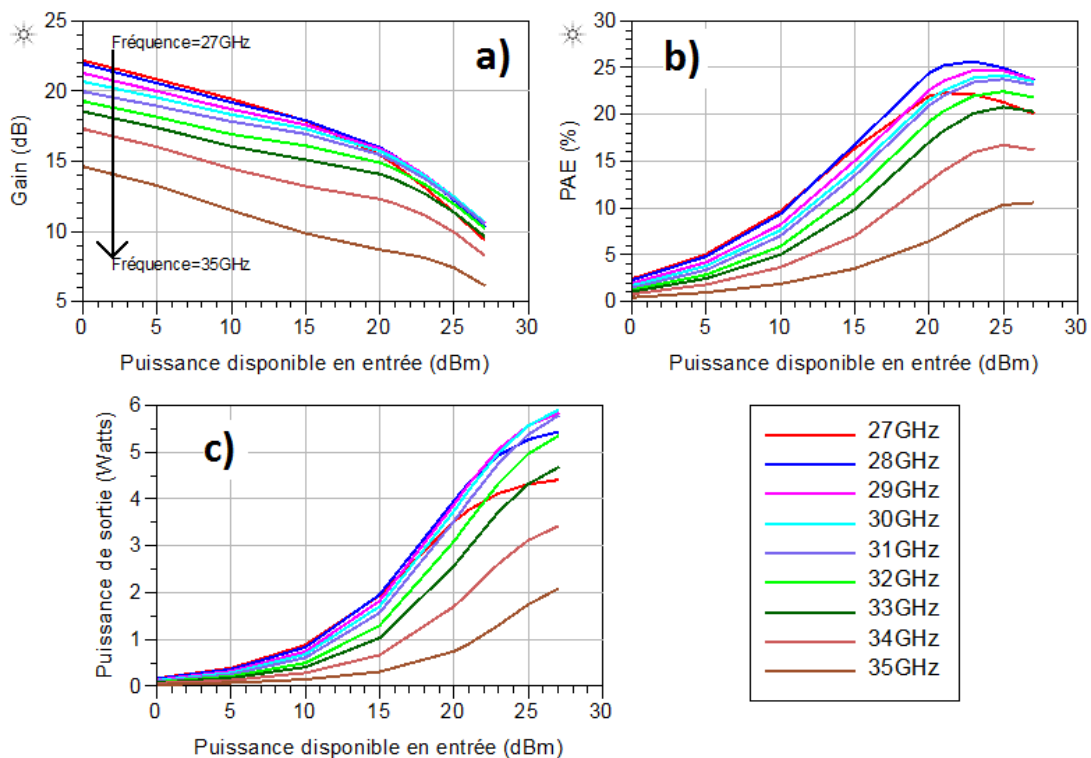 a)
Fréquence=27GHz
Fréquence=35GHz
Gain (dB)
25
20
15
10
5
0 5 10 15 20 25 30
Puissance disponible en entrée (dBm)
b)
PAE (%)
30
25
20
15
10
5
0
0 5 10 15 20 25 30
Puissance disponible en entrée (dBm)
c)
Puissance de sortie (Watts)
6
5
4
3
2
1
0
0 5 10 15 20 25 30
Puissance disponible en entrée (dBm)
27GHz
28GHz
29GHz
30GHz
31GHz
32GHz
33GHz
34GHz
35GHz